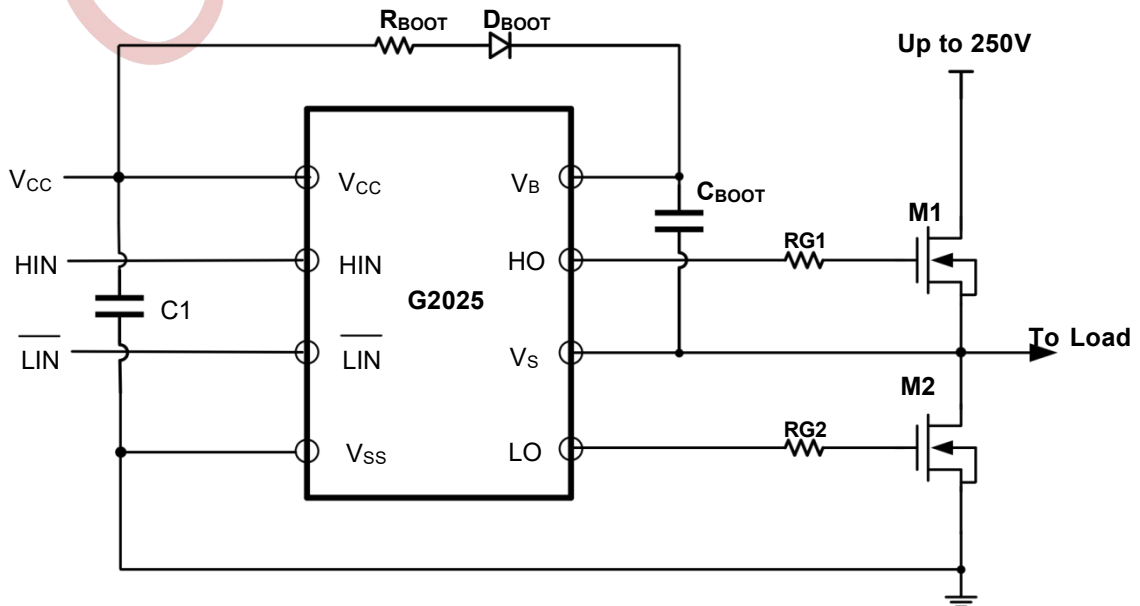 RBOOT DBOOT
Up to 250V
VCC VCC VB CBOOT
M1
HIN HIN HO RG1
C1 G2025
LIN LIN VS To Load
M2
RG2
VSS LO